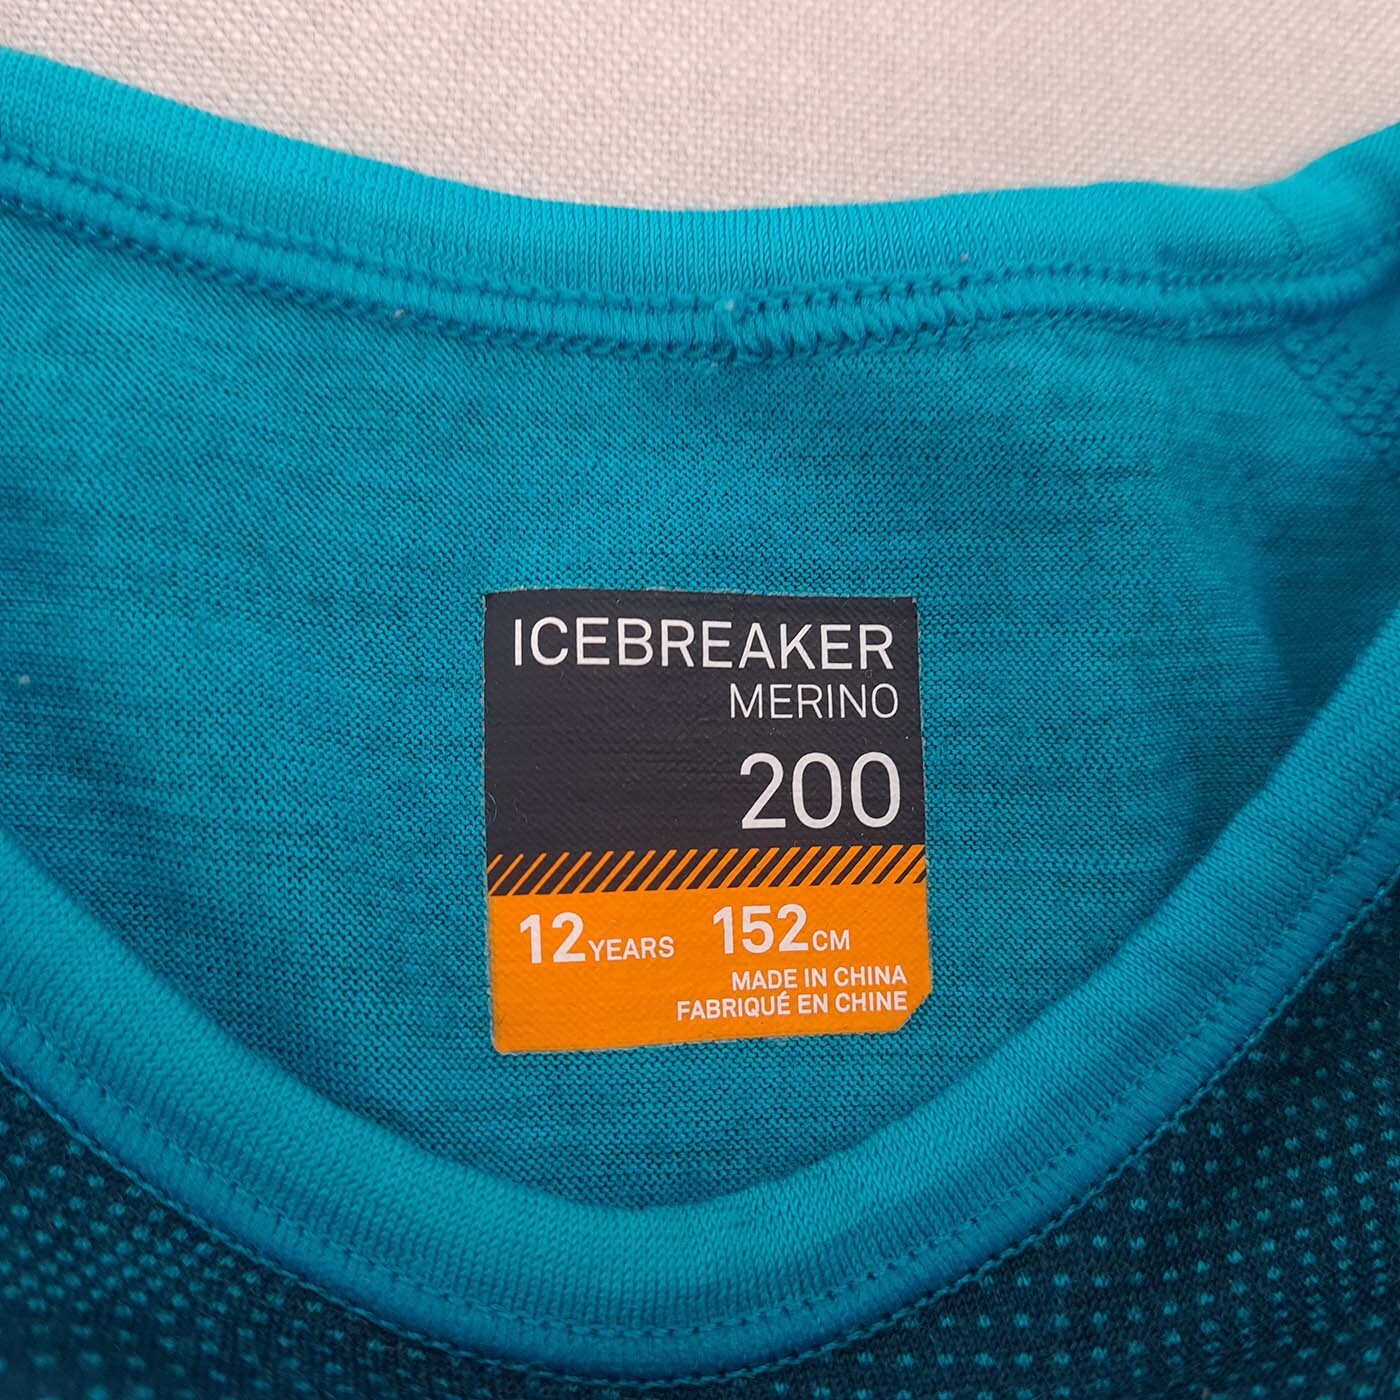 ICEBREAKER
MERINO
200
12 YEARS 152 CM
MADE IN CHINA
FABRIQUÉ EN CHINE